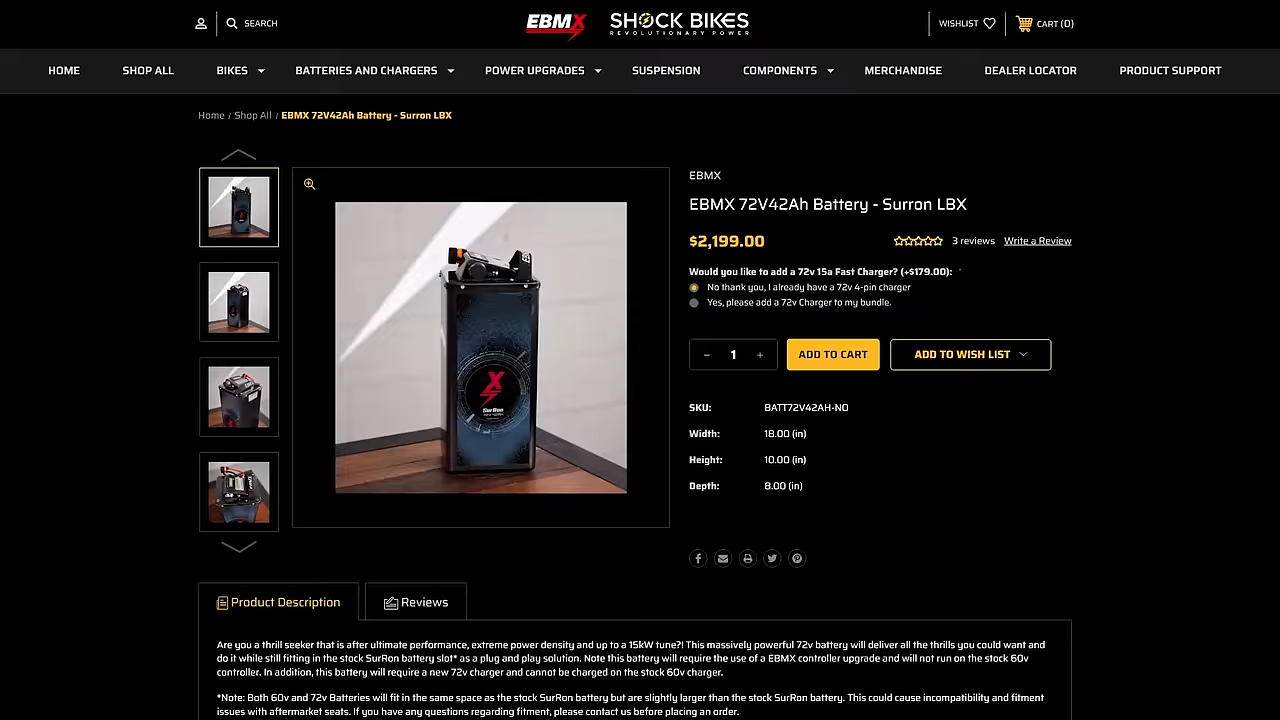 SEARCH
EBMX
SHOCK BIKES
REVOLUTIONARY POWER
WISHLIST
CART (0)
HOME
SHOP ALL
BIKES
BATTERIES AND CHARGERS
POWER UPGRADES
SUSPENSION
COMPONENTS
MERCHANDISE
DEALER LOCATOR
PRODUCT SUPPORT
Home / Shop All / EBMX 72V42Ah Battery - Surron LBX
EBMX
EBMX 72V42Ah Battery - Surron LBX
$2,199.00
3 reviews
Write a Review
Would you like to add a 72v 15a Fast Charger? (+$179.00): *
No thank you, I already have a 72v 4-pin charger
Yes, please add a 72v Charger to my bundle.
− 1 +
ADD TO CART
ADD TO WISH LIST
SKU: BATT72V42AH-NO
Width: 18.00 (in)
Height: 10.00 (in)
Depth: 8.00 (in)
X
SurRon
Product Description
Reviews
Are you a thrill seeker that is after ultimate performance, extreme power density and up to a 15kW tune?! This massively powerful 72v battery will deliver all the thrills you could want and
do it while still fitting in the stock SurRon battery slot* as a plug and play solution. Note this battery will require the use of a EBMX controller upgrade and will not run on the stock 60v
controller. In addition, this battery will require a new 72v charger and cannot be charged on the stock 60v charger.
*Note: Both 60v and 72v Batteries will fit in the same space as the stock SurRon battery but are slightly larger than the stock SurRon battery. This could cause incompatibility and fitment
issues with aftermarket seats. If you have any questions regarding fitment, please contact us before placing an order.